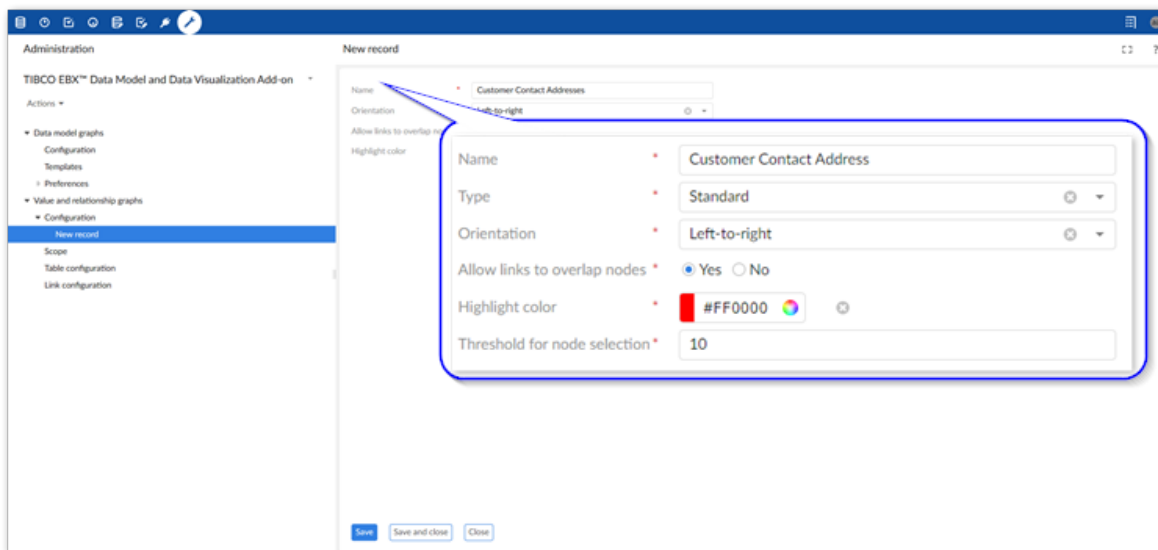 Administration
New record
?
TIBCO EBX™ Data Model and Data Visualization Add-on
Actions
Data model graphs
Configuration
Templates
Preferences
Value and relationship graphs
Configuration
New record
Scope
Table configuration
Link configuration
Name * Customer Contact Addresses
Orientation Left-to-right
Allow links to overlap
Highlight color
Name * Customer Contact Address
Type * Standard
Orientation * Left-to-right
Allow links to overlap nodes * Yes No
Highlight color * #FF0000
Threshold for node selection * 10
Save Save and close Close